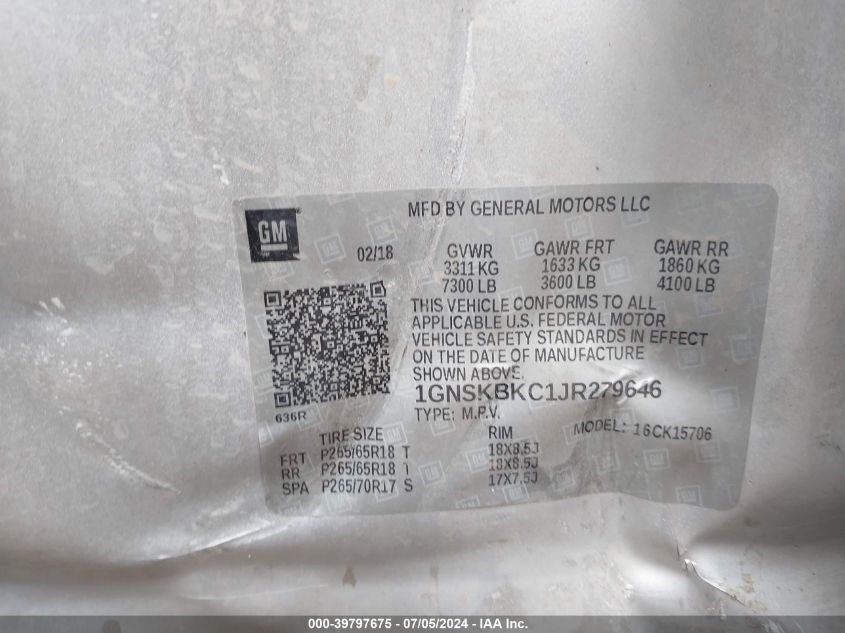 MFD BY GENERAL MOTORS LLC
GM
02/18 GVWR GAWR FRT GAWR RR
3311 KG 1633 KG 1860 KG
7300 LB 3600 LB 4100 LB
THIS VEHICLE CONFORMS TO ALL
APPLICABLE U.S. FEDERAL MOTOR
VEHICLE SAFETY STANDARDS IN EFFECT
ON THE DATE OF MANUFACTURE
SHOWN ABOVE.
1GNSKBKC1JR279646
636R
TYPE: M.P.V. MODEL: 16CK15706
TIRE SIZE RIM
FRT P265/65R18 T 18X8.5J
RR P265/65R18 T 18X8.5J
SPA P265/70R17 S 17X7.5J
000-39797675 / 07/05/2024 - IAA Inc.